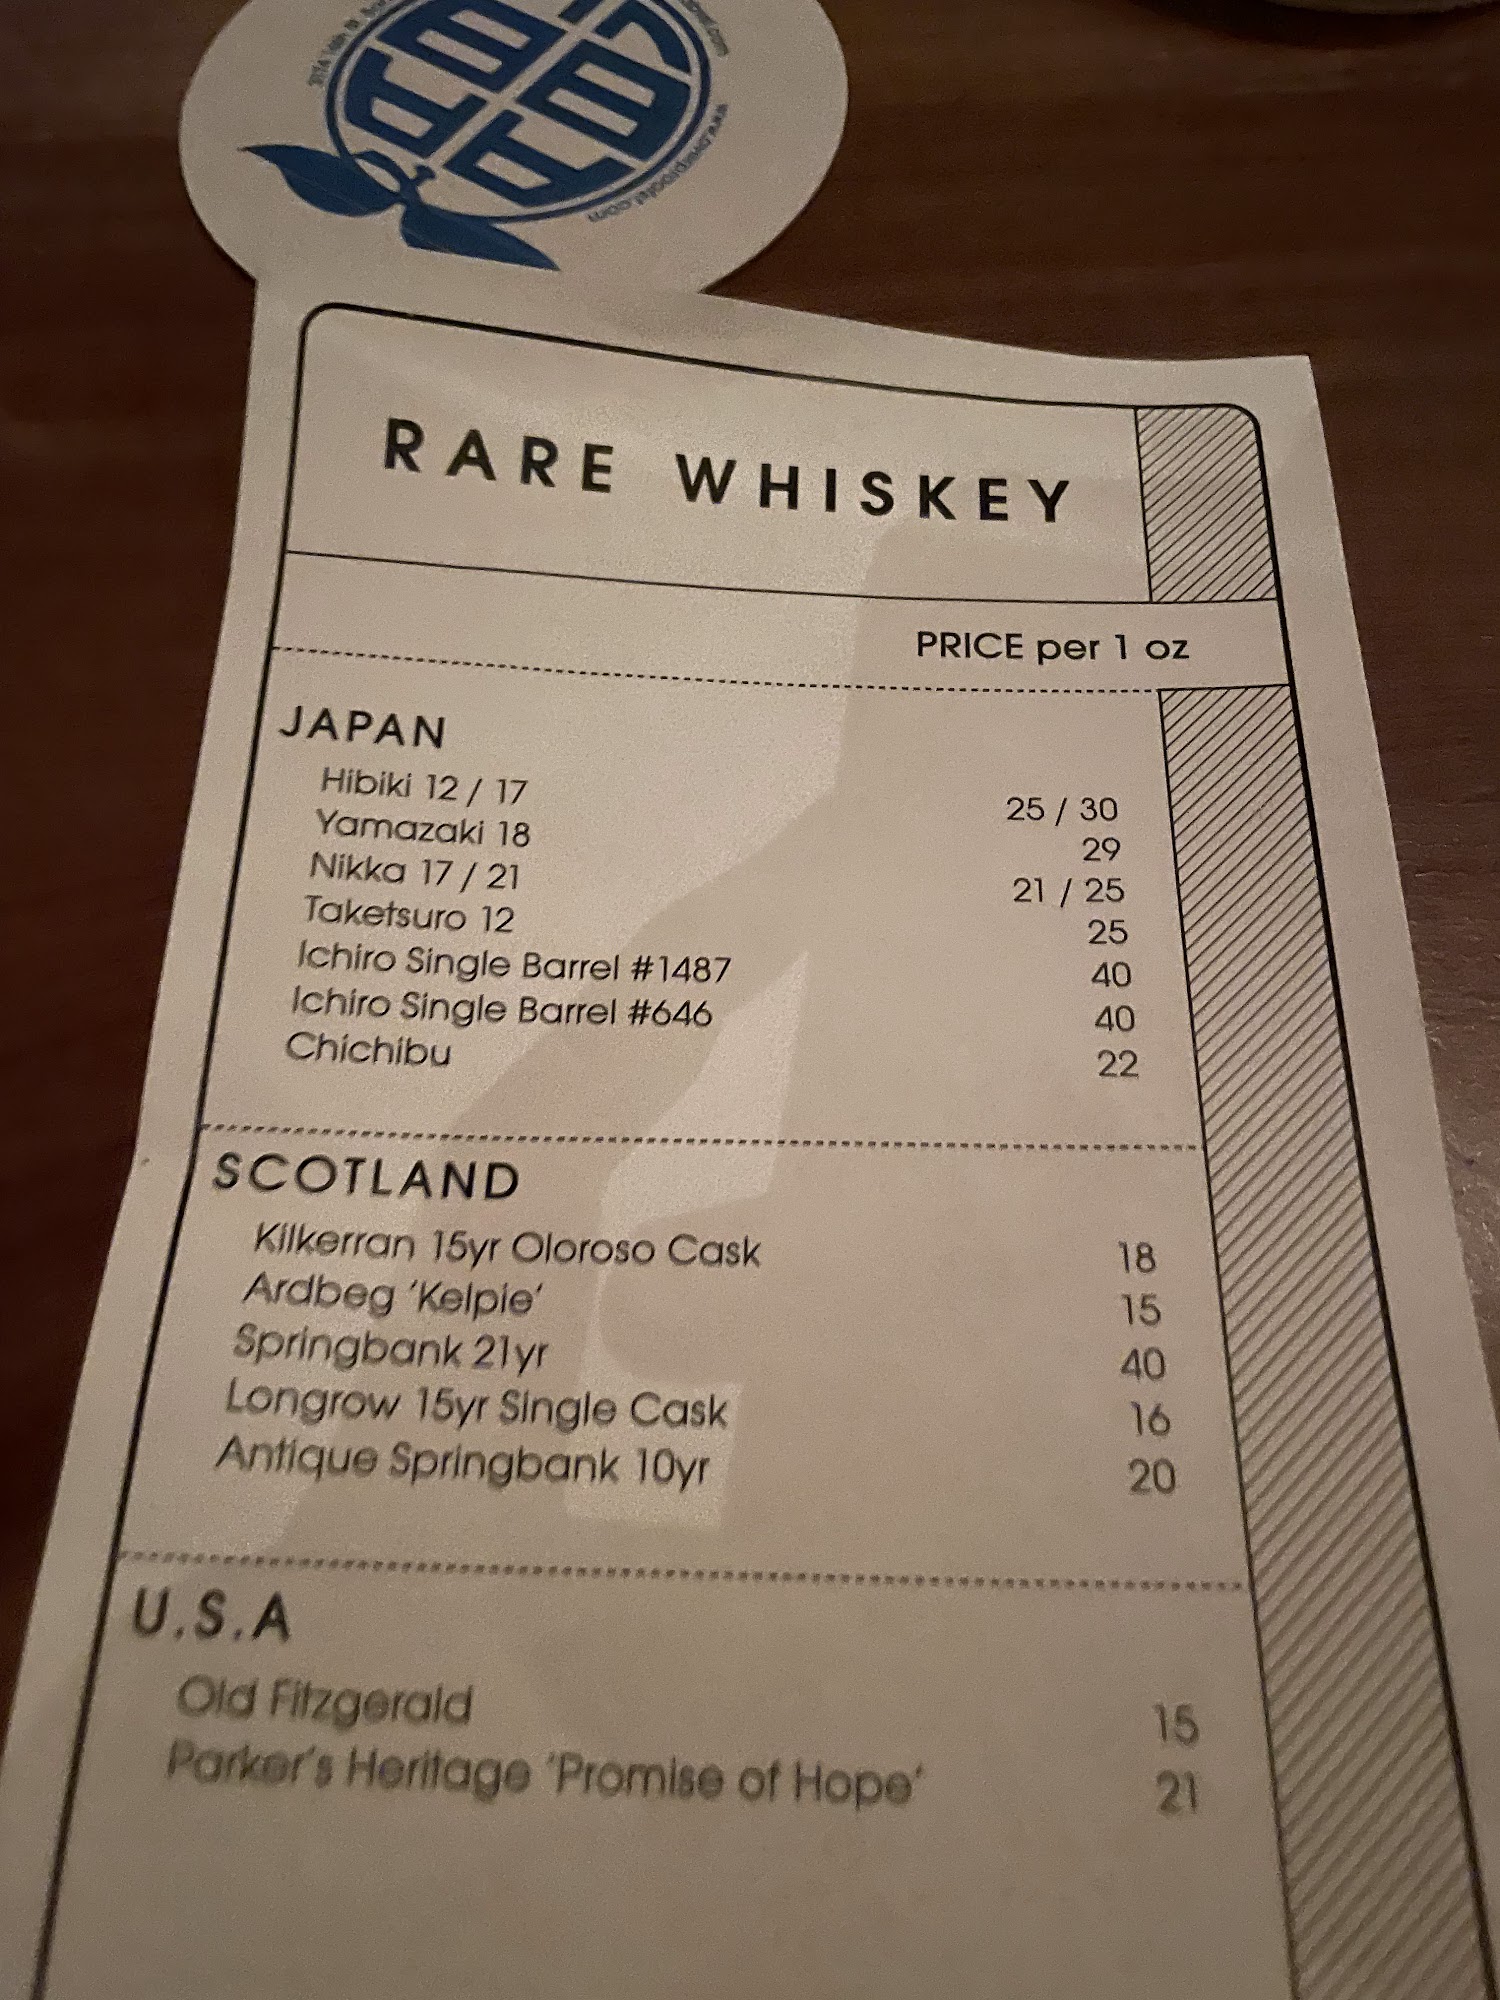 RARE WHISKEY
PRICE per 1 oz
JAPAN
Hibiki 12 / 17 25 / 30
Yamazaki 18 29
Nikka 17 / 21 21 / 25
Taketsuro 12 25
Ichiro Single Barrel #1487 40
Ichiro Single Barrel #646 40
Chichibu 22
SCOTLAND
Kilkerran 15yr Oloroso Cask 18
Ardbeg 'Kelpie' 15
Springbank 21yr 40
Longrow 15yr Single Cask 16
Antique Springbank 10yr 20
U.S.A
Old Fitzgerald 15
Parker's Heritage 'Promise of Hope' 21